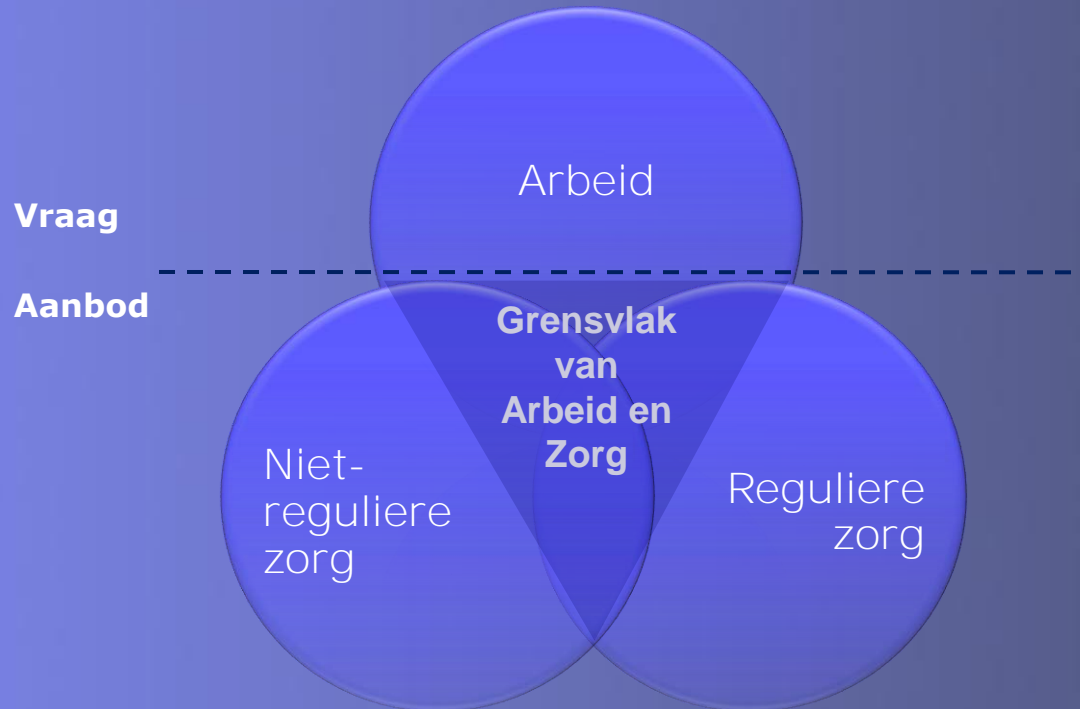 Arbeid
Vraag
Aanbod
Grensvlak
van
Arbeid en
Zorg
Niet-
reguliere
zorg
Reguliere
zorg